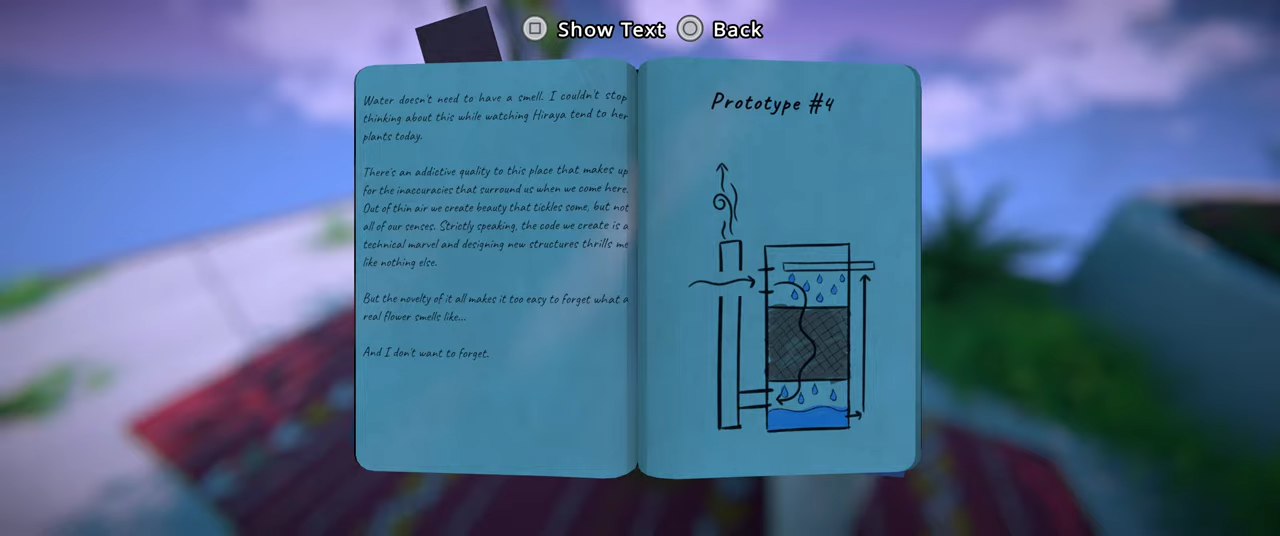 Show Text Back
Water doesn't need to have a smell. I couldn't stop
thinking about this while watching Hiraya tend to her
plants today.
There's an addictive quality to this place that makes up
for the inaccuracies that surround us when we come here.
Out of thin air we create beauty that tickles some, but not
all of our senses. Strictly speaking, the code we create is a
technical marvel and designing new structures thrills me
like nothing else.
But the novelty of it all makes it too easy to forget what a
real flower smells like...
And I don't want to forget.
Prototype #4